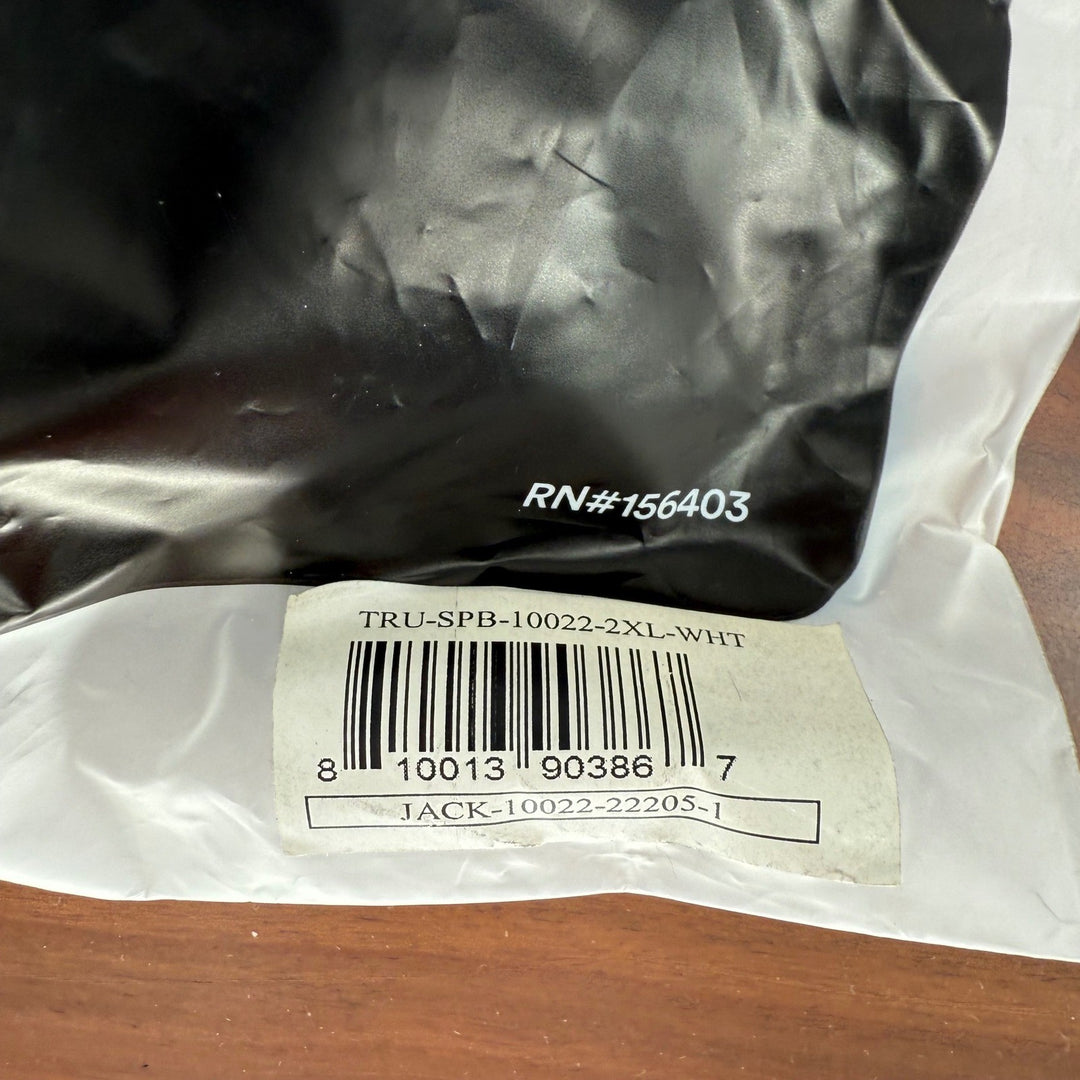 RN#156403
TRU-SPB-10022-2XL-WHT
8 10013 90386 7
JACK-10022-22205-1